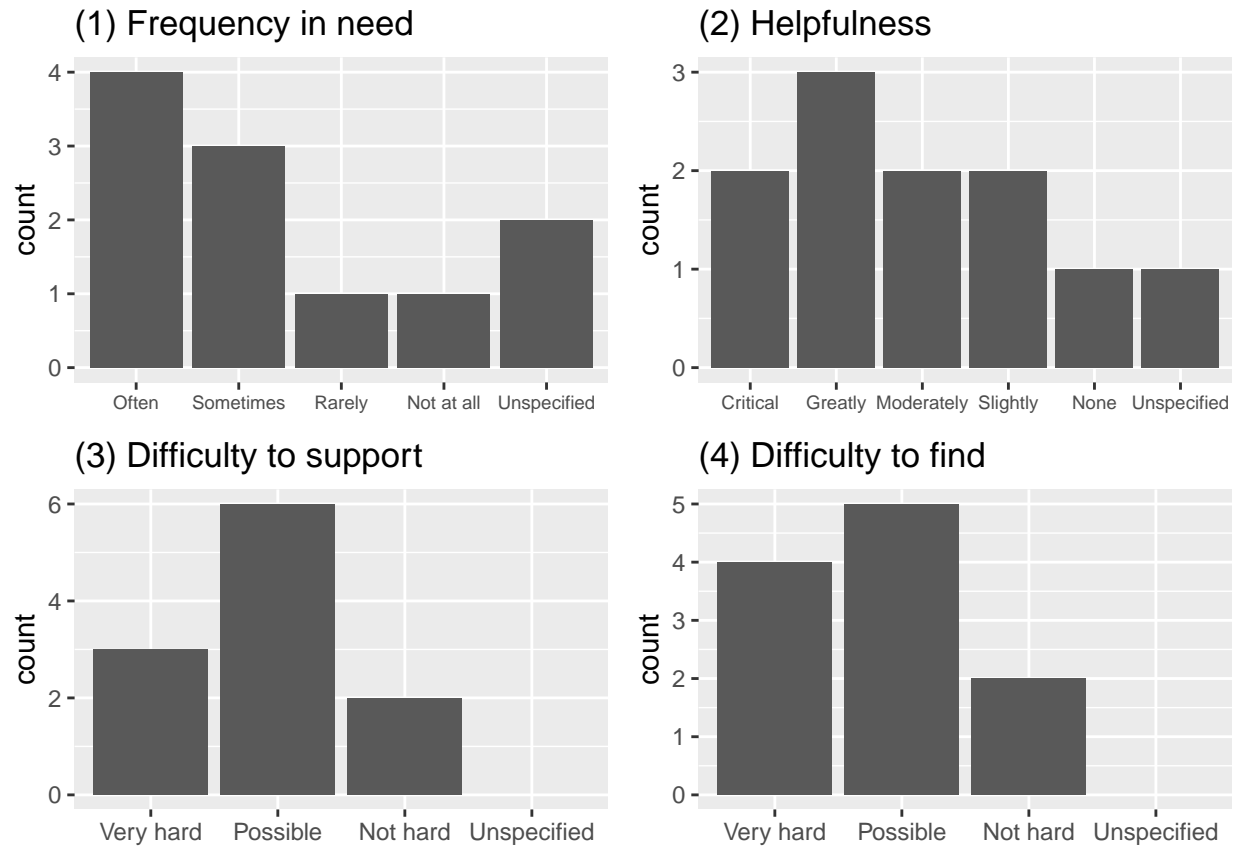 (1) Frequency in need
count
4
3
2
1
0
Often Sometimes Rarely Not at all Unspecified
(2) Helpfulness
count
3
2
1
0
Critical Greatly Moderately Slightly None Unspecified
(3) Difficulty to support
count
6
4
2
0
Very hard Possible Not hard Unspecified
(4) Difficulty to find
count
5
4
3
2
1
0
Very hard Possible Not hard Unspecified